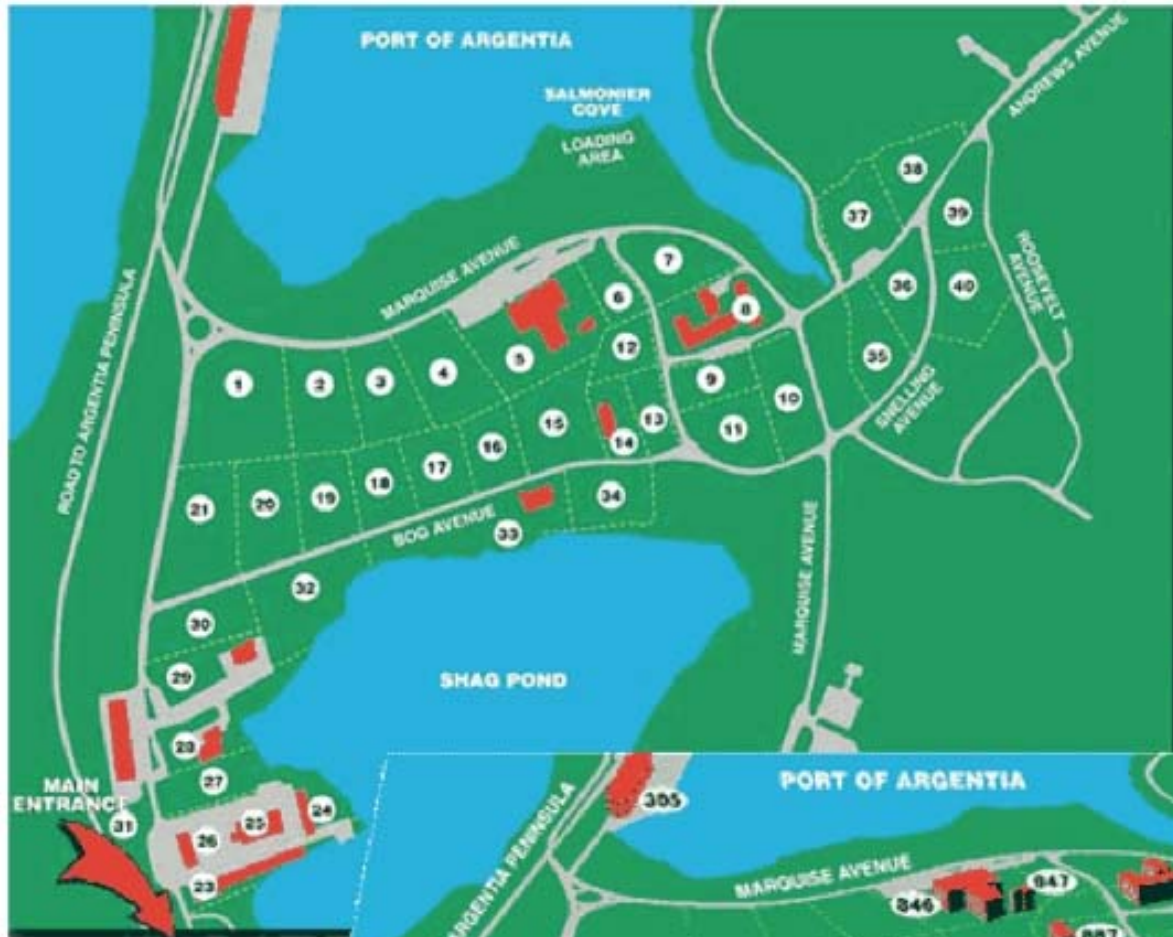 PORT OF ARGENTIA
SALMONIER
COVE
LOADING
AREA
ANDREWS AVENUE
MARQUISE AVENUE
ROAD TO ARGENTIA PENINSULA
ROOSEVELT
AVENUE
SNELLING
AVENUE
38
37
39
7
36
40
6
8
12
35
5
4
3
2
1
9
10
15
13
11
14
16
17
18
19
20
21
34
BOG AVENUE
33
MARQUISE AVENUE
32
30
29
SHAG POND
28
27
MAIN
ENTRANCE
31
24
25
26
23
PORT OF ARGENTIA
305
ARGENTIA PENINSULA
MARQUISE AVENUE
846
847
887